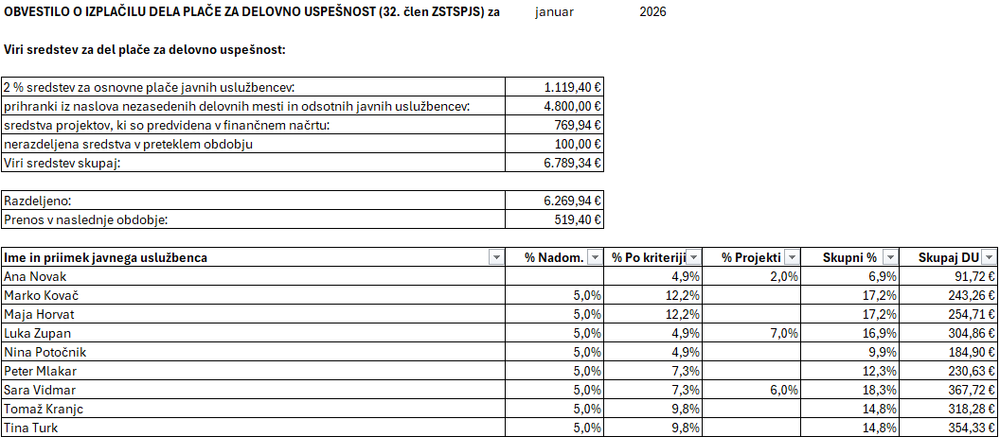 OBVESTILO O IZPLAČILU DELA PLAČE ZA DELOVNO USPEŠNOST (32. člen ZSTSPJS) za januar 2026
Viri sredstev za del plače za delovno uspešnost:
2 % sredstev za osnovne plače javnih uslužbencev: 1.119,40 €
prihranki iz naslova nezasedenih delovnih mesti in odsotnih javnih uslužbencev: 4.800,00 €
sredstva projektov, ki so predvidena v finančnem načrtu: 769,94 €
nerazdeljena sredstva v preteklem obdobju 100,00 €
Viri sredstev skupaj: 6.789,34 €
Razdeljeno: 6.269,94 €
Prenos v naslednje obdobje: 519,40 €
Ime in priimek javnega uslužbenca % Nadom. % Po kriteriji % Projekti Skupni % Skupaj DU
Ana Novak 4,9% 2,0% 6,9% 91,72 €
Marko Kovač 5,0% 12,2% 17,2% 243,26 €
Maja Horvat 5,0% 12,2% 17,2% 254,71 €
Luka Zupan 5,0% 4,9% 7,0% 16,9% 304,86 €
Nina Potočnik 5,0% 4,9% 9,9% 184,90 €
Peter Mlakar 5,0% 7,3% 12,3% 230,63 €
Sara Vidmar 5,0% 7,3% 6,0% 18,3% 367,72 €
Tomaž Kranjc 5,0% 9,8% 14,8% 318,28 €
Tina Turk 5,0% 9,8% 14,8% 354,33 €